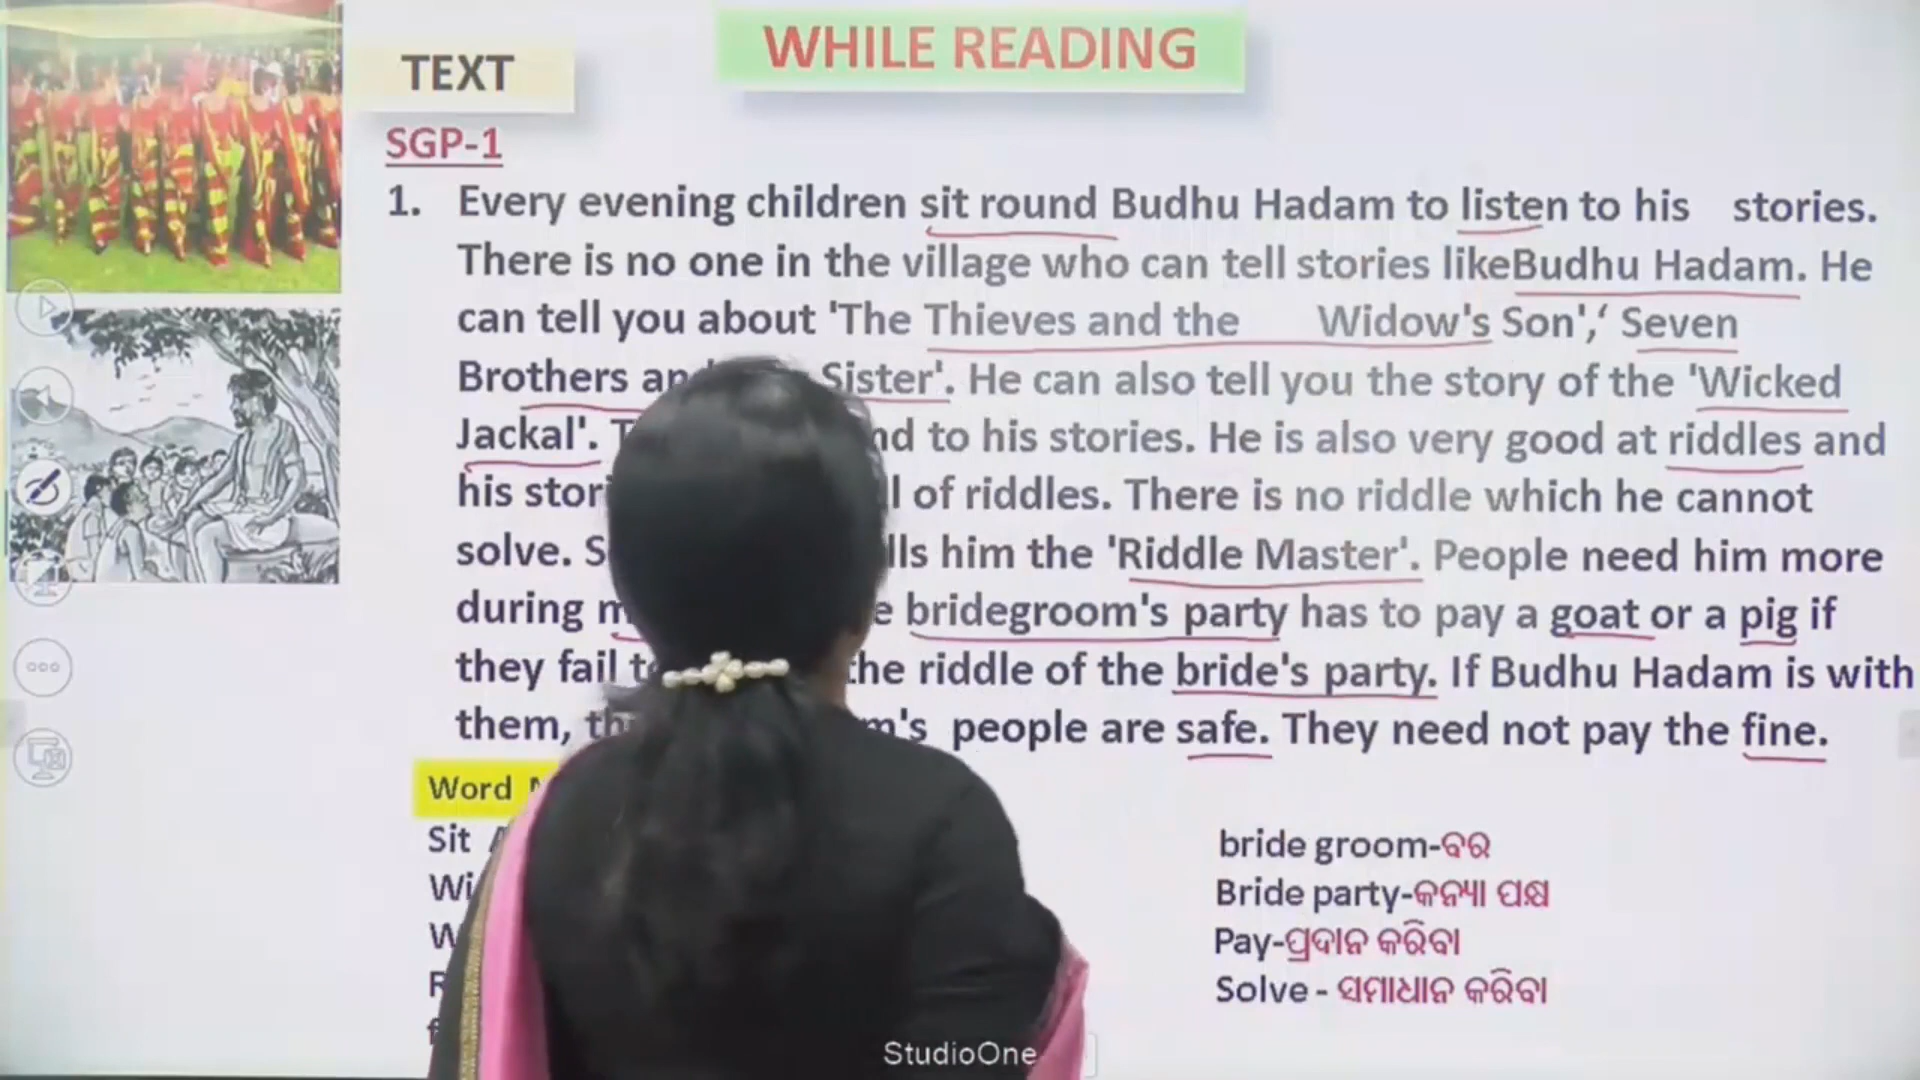 WHILE READING
TEXT
SGP-1
1. Every evening children sit round Budhu Hadam to listen to his stories.
There is no one in the village who can tell stories likeBudhu Hadam. He
can tell you about 'The Thieves and the Widow's Son',‘ Seven
Brothers Sister'. He can also tell you the story of the 'Wicked
Jackal'. to his stories. He is also very good at riddles and
his of riddles. There is no riddle which he cannot
solve. him the 'Riddle Master'. People need him more
during bridegroom's party has to pay a goat or a pig if
they fail the riddle of the bride's party. If Budhu Hadam is with
them, people are safe. They need not pay the fine.
Word
Sit
bride groom-ବର
Bride party-କନ୍ୟା ପକ୍ଷ
Pay-ପ୍ରଦାନ କରିବା
Solve - ସମାଧାନ କରିବା
StudioOne